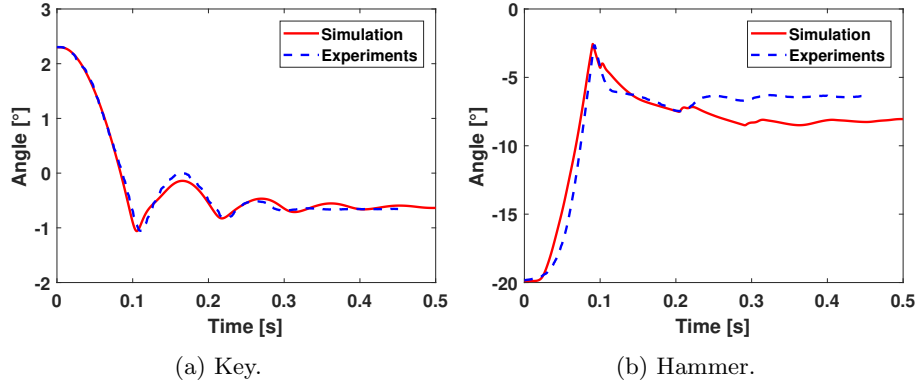 3
2
1
0
-1
-2
Angle [°]
0
0.1
0.2
0.3
0.4
0.5
Time [s]
Simulation
Experiments
(a) Key.
0
-5
-10
-15
-20
Angle [°]
0
0.1
0.2
0.3
0.4
0.5
Time [s]
Simulation
Experiments
(b) Hammer.